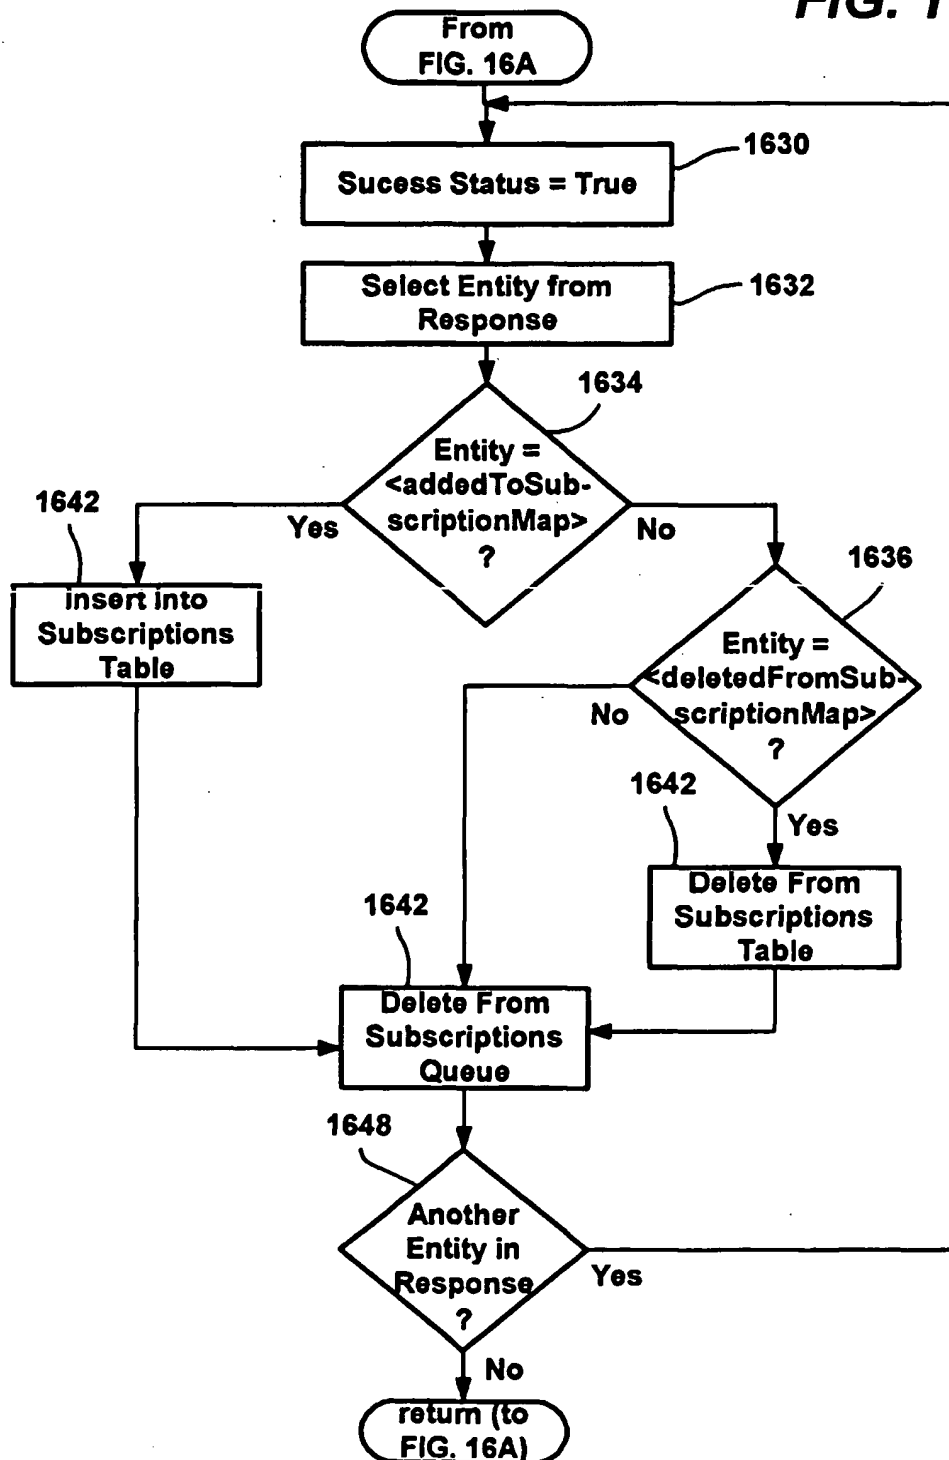 FIG. 1
From
FIG. 16A
1630
Sucess Status = True
Select Entity from
Response
1632
1634
Entity =
<addedToSub-
scriptionMap>
?
Yes
No
1642
insert into
Subscriptions
Table
1636
Entity =
<deletedFromSub-
scriptionMap>
?
No
Yes
1642
Delete From
Subscriptions
Table
1642
Delete From
Subscriptions
Queue
1648
Another
Entity in
Response
?
Yes
No
return (to
FIG. 16A)